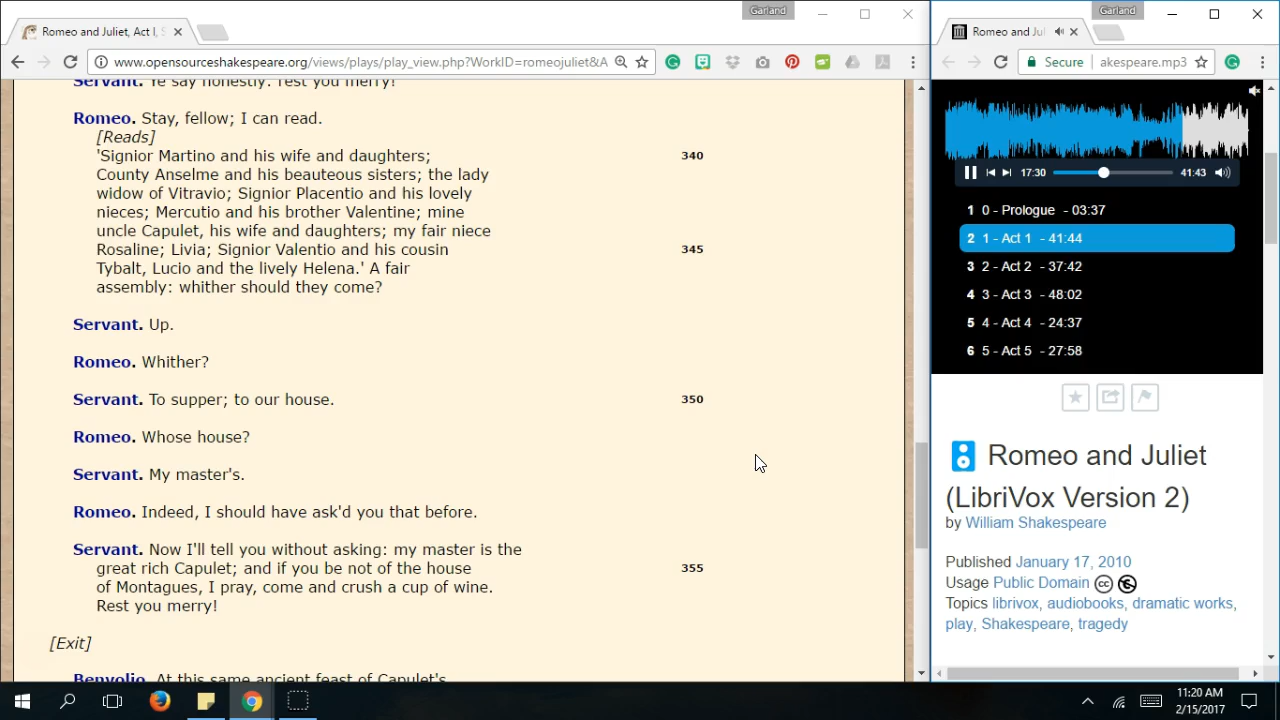 Garland
Romeo and Juliet, Act I, S
www.opensourceshakespeare.org/views/plays/play_view.php?WorkID=romeojuliet&A
Servant. Ye say honestly: rest you merry!
Romeo. Stay, fellow; I can read.
[Reads]
'Signior Martino and his wife and daughters; 340
County Anselme and his beauteous sisters; the lady
widow of Vitravio; Signior Placentio and his lovely
nieces; Mercutio and his brother Valentine; mine
uncle Capulet, his wife and daughters; my fair niece
Rosaline; Livia; Signior Valentio and his cousin 345
Tybalt, Lucio and the lively Helena.' A fair
assembly: whither should they come?
Servant. Up.
Romeo. Whither?
Servant. To supper; to our house. 350
Romeo. Whose house?
Servant. My master's.
Romeo. Indeed, I should have ask'd you that before.
Servant. Now I'll tell you without asking: my master is the
great rich Capulet; and if you be not of the house 355
of Montagues, I pray, come and crush a cup of wine.
Rest you merry!
[Exit]
Benvolio. At this same ancient feast of Capulet's
Garland
Romeo and Jul
Secure akespeare.mp3
17:30 41:43
1 0 - Prologue - 03:37
2 1 - Act 1 - 41:44
3 2 - Act 2 - 37:42
4 3 - Act 3 - 48:02
5 4 - Act 4 - 24:37
6 5 - Act 5 - 27:58
Romeo and Juliet
(LibriVox Version 2)
by William Shakespeare
Published January 17, 2010
Usage Public Domain
Topics librivox, audiobooks, dramatic works,
play, Shakespeare, tragedy
11:20 AM
2/15/2017